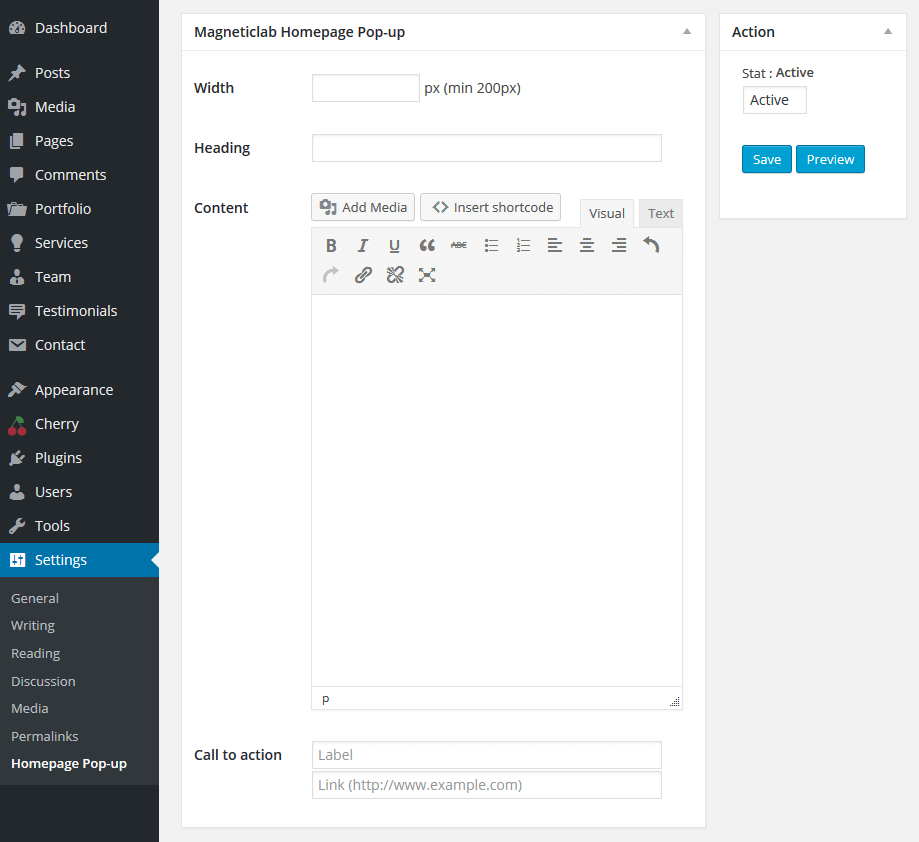 Dashboard
Posts
Media
Pages
Comments
Portfolio
Services
Team
Testimonials
Contact
Appearance
Cherry
Plugins
Users
Tools
Settings
General
Writing
Reading
Discussion
Media
Permalinks
Homepage Pop-up
Magneticlab Homepage Pop-up
Width px (min 200px)
Heading
Content Add Media Insert shortcode Visual Text
B I U ABC
p
Call to action Label
Link (http://www.example.com)
Action
Stat : Active
Active
Save Preview